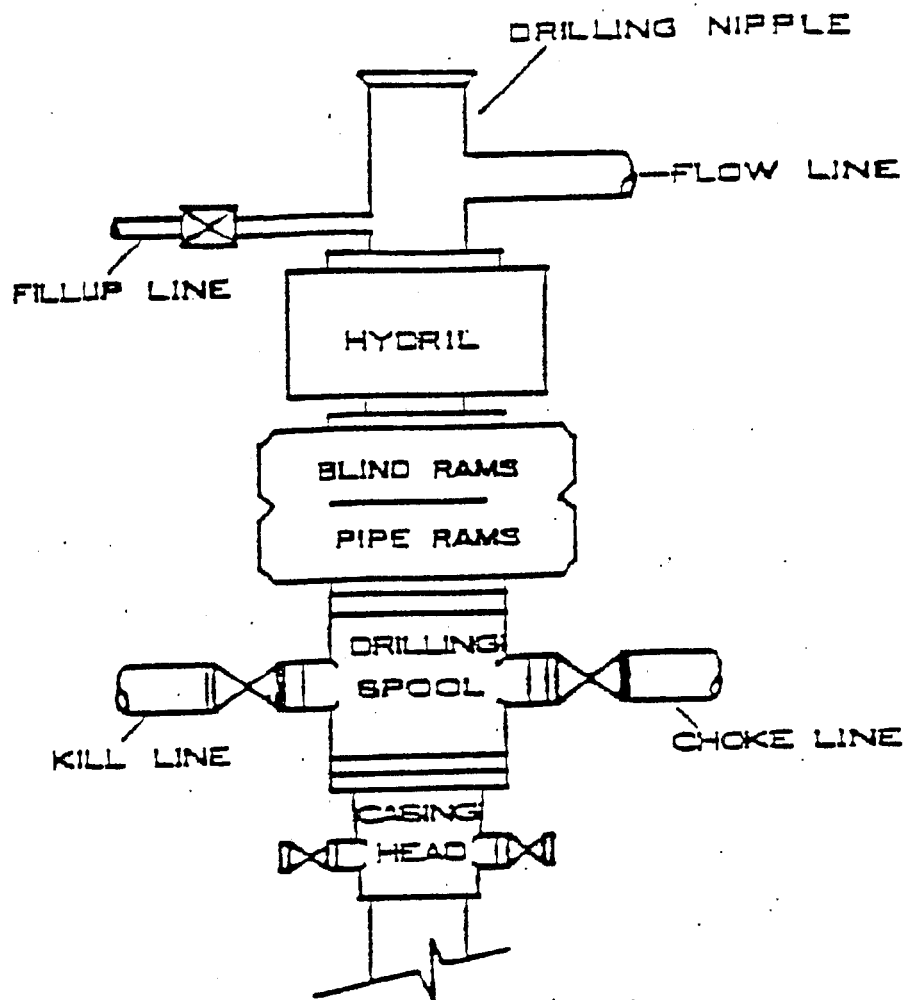 DRILLING NIPPLE
FLOW LINE
FILLUP LINE
HYDRIL
BLIND RAMS
PIPE RAMS
DRILLING
SPOOL
KILL LINE
CHOKE LINE
CASING
HEAD